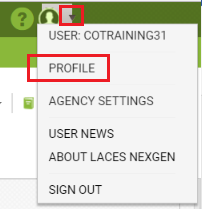 ?
USER: COTRAINING31
PROFILE
AGENCY SETTINGS
USER NEWS
ABOUT LACES NEXGEN
SIGN OUT